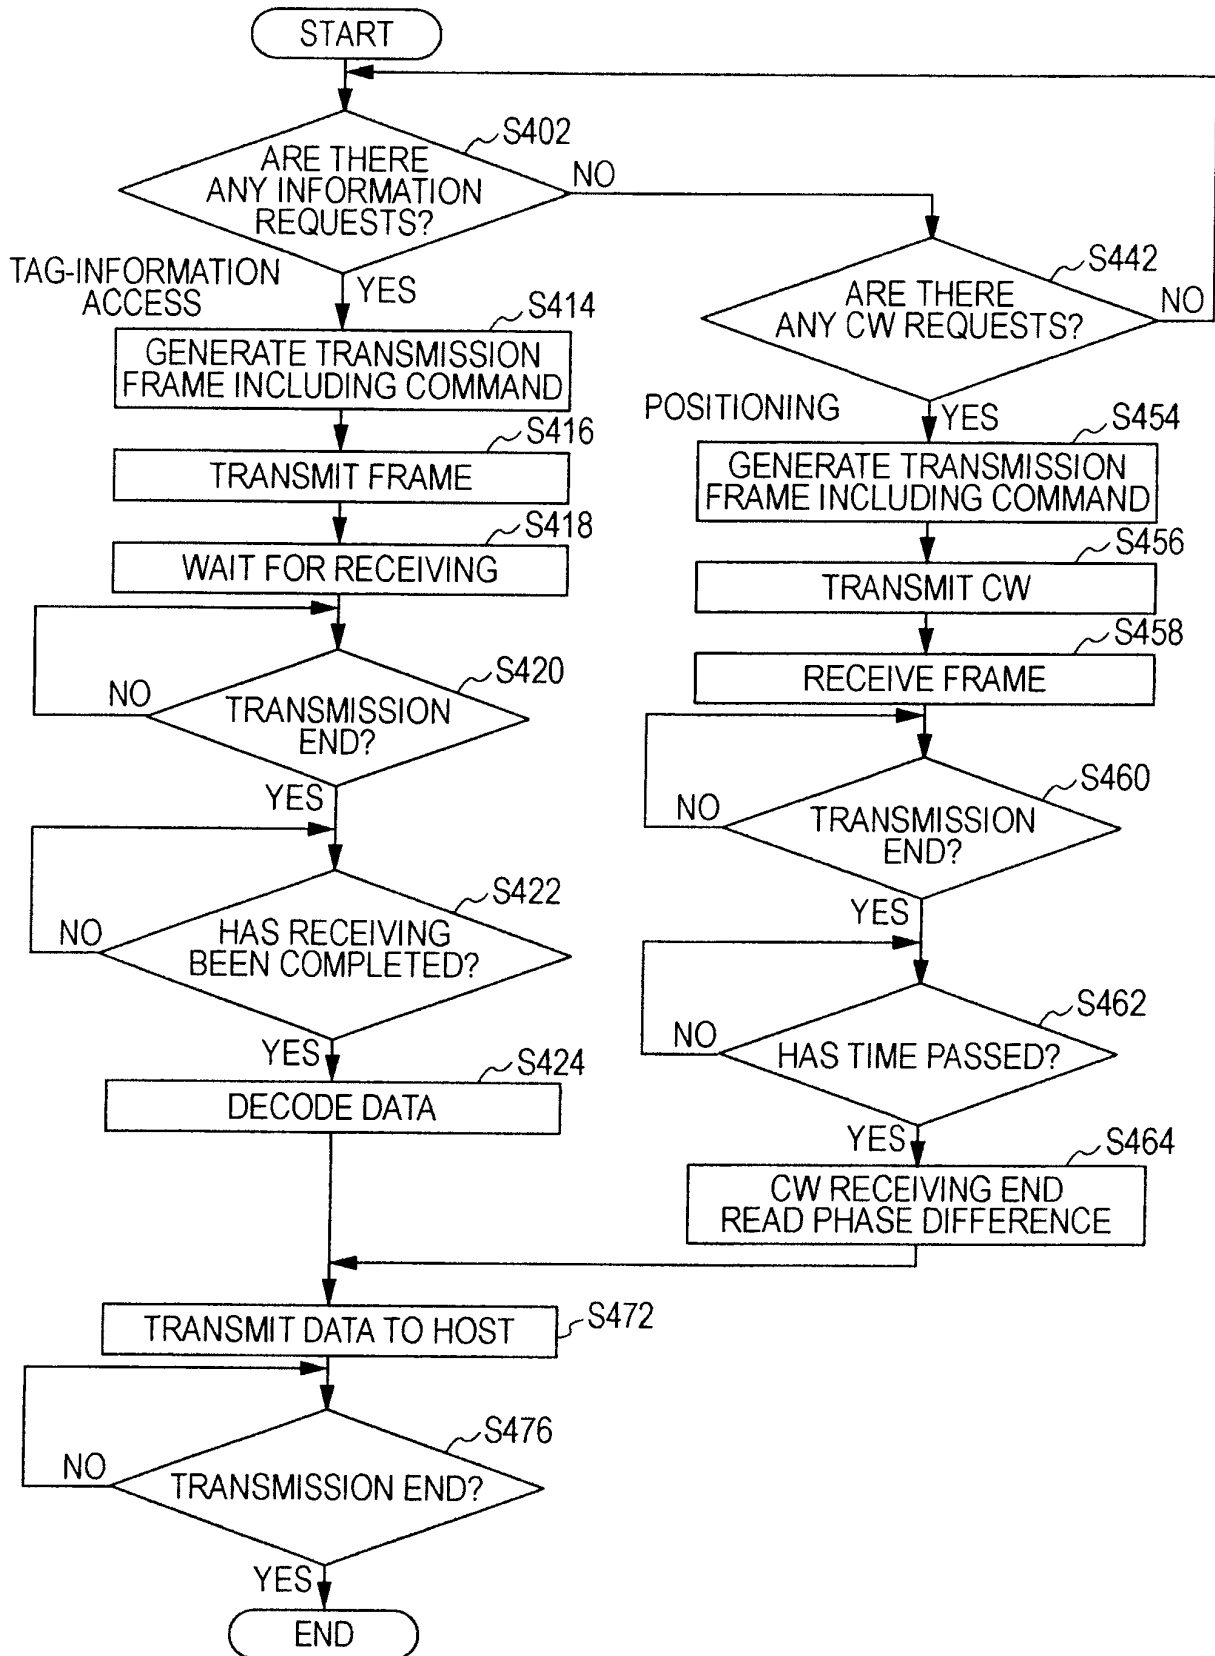 START
S402
ARE THERE
ANY INFORMATION
REQUESTS?
NO
TAG-INFORMATION
ACCESS
YES
S414
GENERATE TRANSMISSION
FRAME INCLUDING COMMAND
S416
TRANSMIT FRAME
S418
WAIT FOR RECEIVING
S420
NO
TRANSMISSION
END?
YES
S422
NO
HAS RECEIVING
BEEN COMPLETED?
YES
S424
DECODE DATA
S442
ARE THERE
ANY CW REQUESTS?
NO
POSITIONING
YES
S454
GENERATE TRANSMISSION
FRAME INCLUDING COMMAND
S456
TRANSMIT CW
S458
RECEIVE FRAME
S460
NO
TRANSMISSION
END?
YES
S462
NO
HAS TIME PASSED?
YES
S464
CW RECEIVING END
READ PHASE DIFFERENCE
TRANSMIT DATA TO HOST
S472
S476
NO
TRANSMISSION END?
YES
END